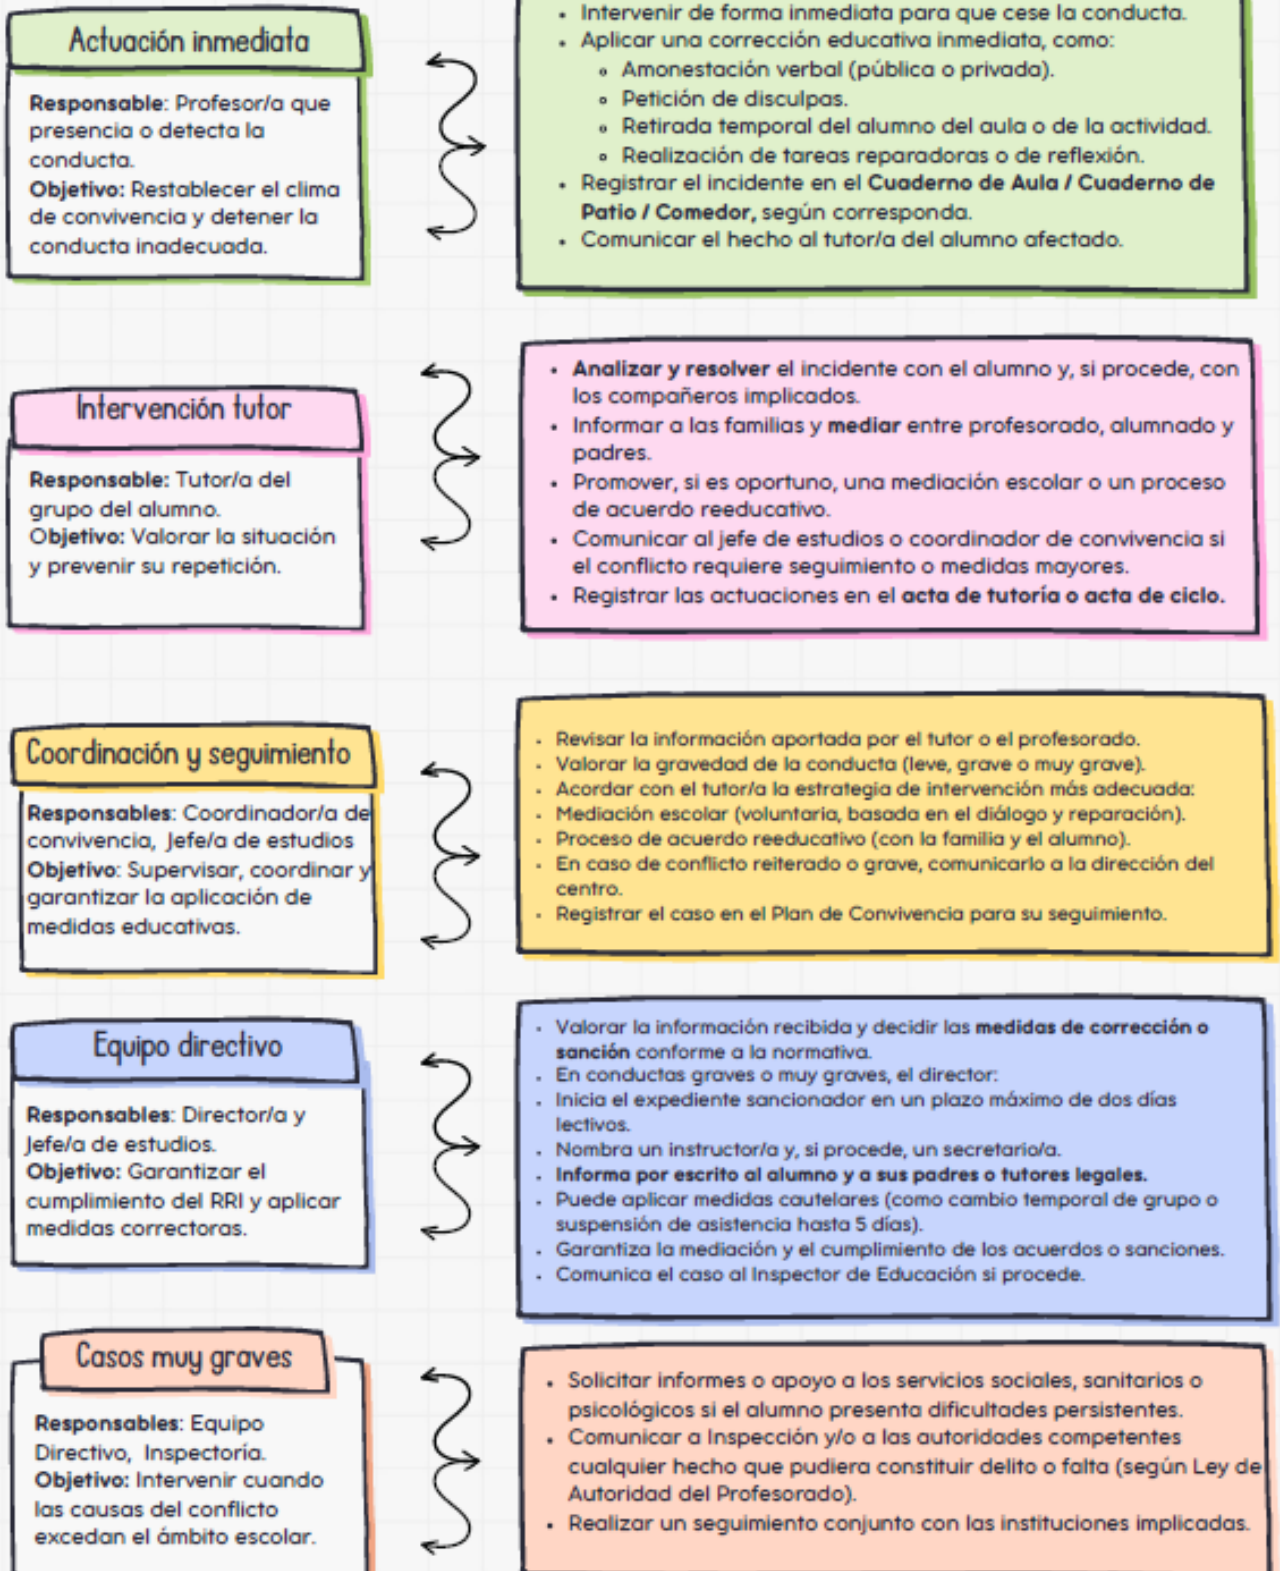 Actuación inmediata
Responsable: Profesor/a que
presencia o detecta la
conducta.
Objetivo: Restablecer el clima
de convivencia y detener la
conducta inadecuada.
• Intervenir de forma inmediata para que cese la conducta.
• Aplicar una corrección educativa inmediata, como:
◦ Amonestación verbal (pública o privada).
◦ Petición de disculpas.
◦ Retirada temporal del alumno del aula o de la actividad.
◦ Realización de tareas reparadoras o de reflexión.
• Registrar el incidente en el Cuaderno de Aula / Cuaderno de
Patio / Comedor, según corresponda.
• Comunicar el hecho al tutor/a del alumno afectado.
Intervención tutor
Responsable: Tutor/a del
grupo del alumno.
Objetivo: Valorar la situación
y prevenir su repetición.
• Analizar y resolver el incidente con el alumno y, si procede, con
los compañeros implicados.
• Informar a las familias y mediar entre profesorado, alumnado y
padres.
• Promover, si es oportuno, una mediación escolar o un proceso
de acuerdo reeducativo.
• Comunicar al jefe de estudios o coordinador de convivencia si
el conflicto requiere seguimiento o medidas mayores.
• Registrar las actuaciones en el acta de tutoría o acta de ciclo.
Coordinación y seguimiento
Responsables: Coordinador/a de
convivencia, Jefe/a de estudios
Objetivo: Supervisar, coordinar y
garantizar la aplicación de
medidas educativas.
• Revisar la información aportada por el tutor o el profesorado.
• Valorar la gravedad de la conducta (leve, grave o muy grave).
• Acordar con el tutor/a la estrategia de intervención más adecuada:
• Mediación escolar (voluntaria, basada en el diálogo y reparación).
• Proceso de acuerdo reeducativo (con la familia y el alumno).
• En caso de conflicto reiterado o grave, comunicarlo a la dirección del
centro.
• Registrar el caso en el Plan de Convivencia para su seguimiento.
Equipo directivo
Responsables: Director/a y
Jefe/a de estudios.
Objetivo: Garantizar el
cumplimiento del RRI y aplicar
medidas correctoras.
• Valorar la información recibida y decidir las medidas de corrección o
sanción conforme a la normativa.
• En conductas graves o muy graves, el director:
• Inicia el expediente sancionador en un plazo máximo de dos días
lectivos.
• Nombra un instructor/a y, si procede, un secretario/a.
• Informa por escrito al alumno y a sus padres o tutores legales.
• Puede aplicar medidas cautelares (como cambio temporal de grupo o
suspensión de asistencia hasta 5 días).
• Garantiza la mediación y el cumplimiento de los acuerdos o sanciones.
• Comunica el caso al Inspector de Educación si procede.
Casos muy graves
Responsables: Equipo
Directivo, Inspectoría.
Objetivo: Intervenir cuando
las causas del conflicto
excedan el ámbito escolar.
• Solicitar informes o apoyo a los servicios sociales, sanitarios o
psicológicos si el alumno presenta dificultades persistentes.
• Comunicar a Inspección y/o a las autoridades competentes
cualquier hecho que pudiera constituir delito o falta (según Ley de
Autoridad del Profesorado).
• Realizar un seguimiento conjunto con las instituciones implicadas.